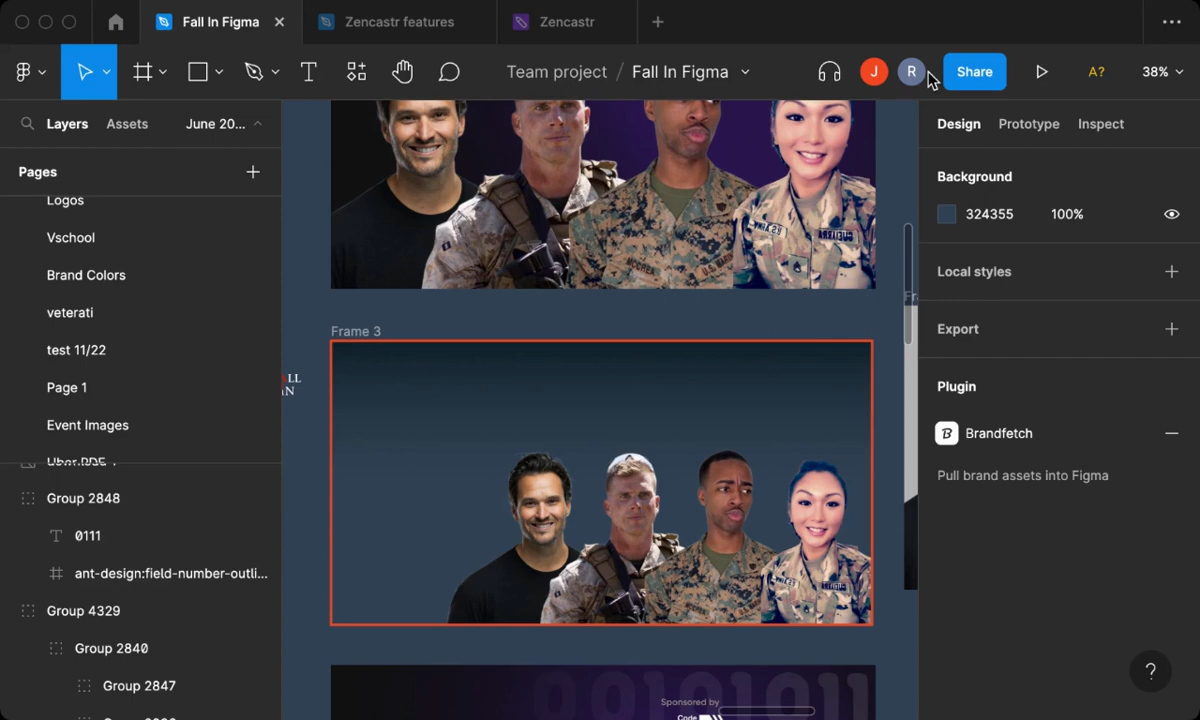 Fall In Figma
Zencastr features
Zencastr
Team project / Fall In Figma
J
R
Share
A?
38%
Layers
Assets
June 20...
Pages
Logos
Vschool
Brand Colors
veterati
test 11/22
Page 1
Event Images
Group 2848
0111
ant-design:field-number-outli...
Group 4329
Group 2840
Group 2847
Frame 3
LL
Sponsored by
Code
00101011
Design
Prototype
Inspect
Background
324355
100%
Local styles
Export
Plugin
Brandfetch
Pull brand assets into Figma
?